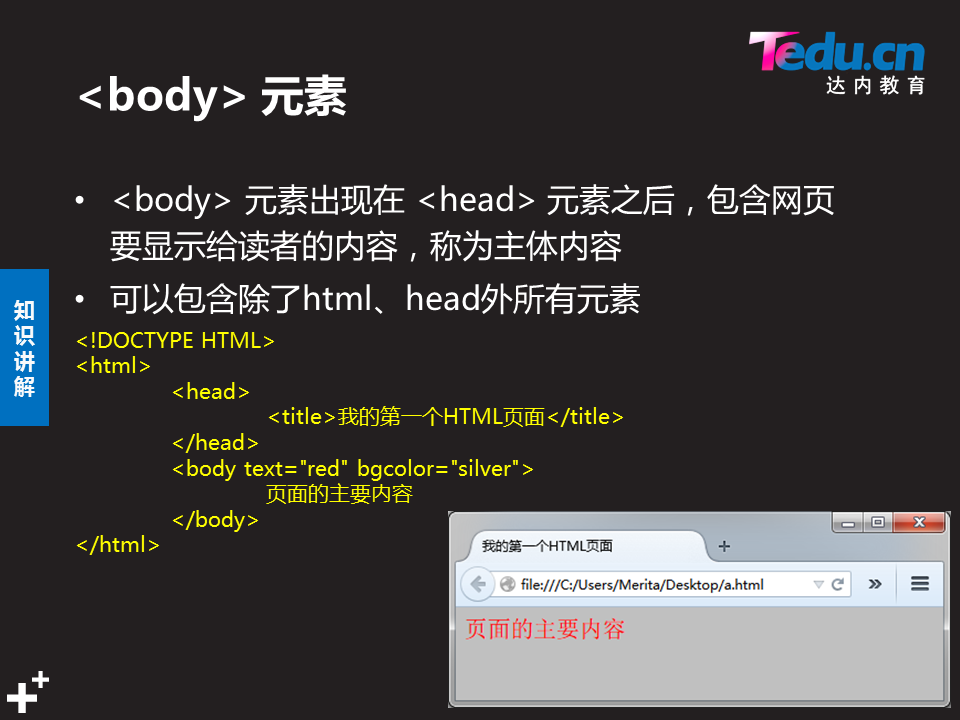 Tedu.cn
达内教育
<body> 元素
• <body> 元素出现在 <head> 元素之后，包含网页
要显示给读者的内容，称为主体内容
• 可以包含除了html、head外所有元素
知
识
讲
解
<!DOCTYPE HTML>
<html>
<head>
<title>我的第一个HTML页面</title>
</head>
<body text="red" bgcolor="silver">
页面的主要内容
</body>
</html>
我的第一个HTML页面
file:///C:/Users/Merita/Desktop/a.html
页面的主要内容